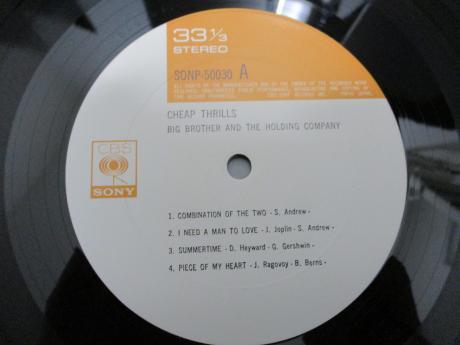 33 1/3
STEREO
SONP-50030 A
CHEAP THRILLS
BIG BROTHER AND THE HOLDING COMPANY
CBS
SONY
1. COMBINATION OF THE TWO - S. Andrew -
2. I NEED A MAN TO LOVE - J. Joplin - S. Andrew -
3. SUMMERTIME - D. Heyward - G. Gershwin -
4. PIECE OF MY HEART - J. Ragovoy - B. Berns -